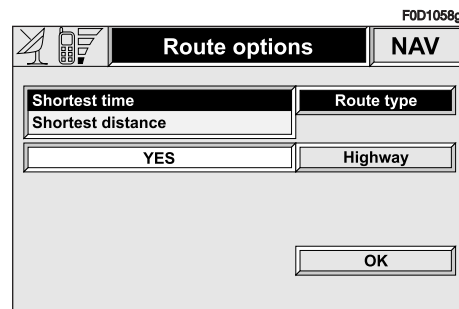 F0D1058g
Route options
NAV
Shortest time
Route type
Shortest distance
YES
Highway
OK